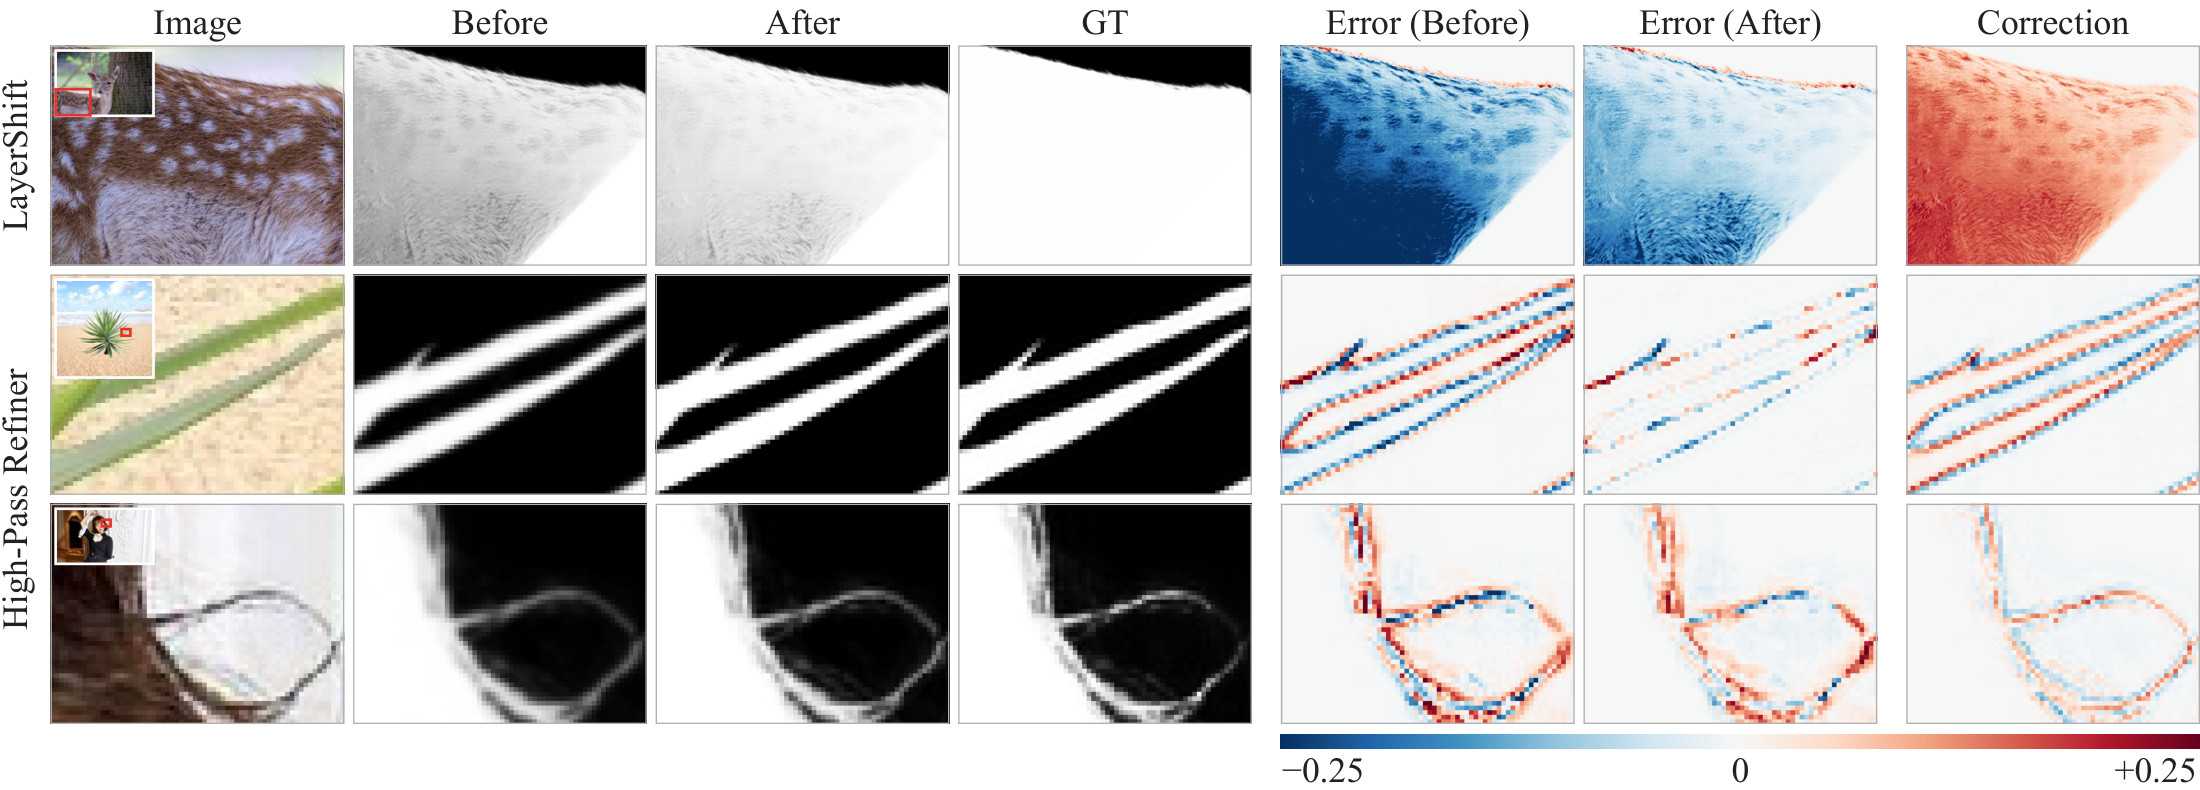 Image Before After GT Error (Before) Error (After) Correction
LayerShift
High-Pass Refiner
−0.25 0 +0.25